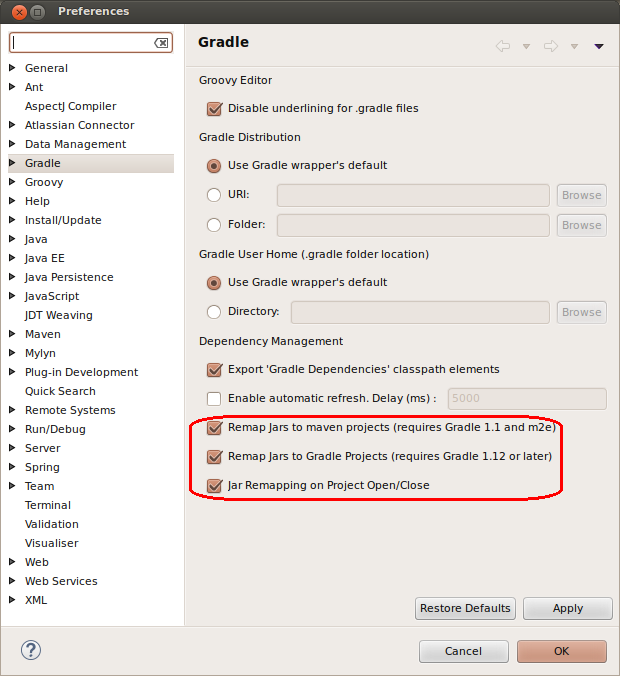 Preferences
General
Ant
AspectJ Compiler
Atlassian Connector
Data Management
Gradle
Groovy
Help
Install/Update
Java
Java EE
Java Persistence
JavaScript
JDT Weaving
Maven
Mylyn
Plug-in Development
Quick Search
Remote Systems
Run/Debug
Server
Spring
Team
Terminal
Validation
Visualiser
Web
Web Services
XML
Gradle
Groovy Editor
Disable underlining for .gradle files
Gradle Distribution
Use Gradle wrapper's default
URI: Browse
Folder: Browse
Gradle User Home (.gradle folder location)
Use Gradle wrapper's default
Directory: Browse
Dependency Management
Export 'Gradle Dependencies' classpath elements
Enable automatic refresh. Delay (ms) : 5000
Remap Jars to maven projects (requires Gradle 1.1 and m2e)
Remap Jars to Gradle Projects (requires Gradle 1.12 or later)
Jar Remapping on Project Open/Close
Restore Defaults Apply
? Cancel OK